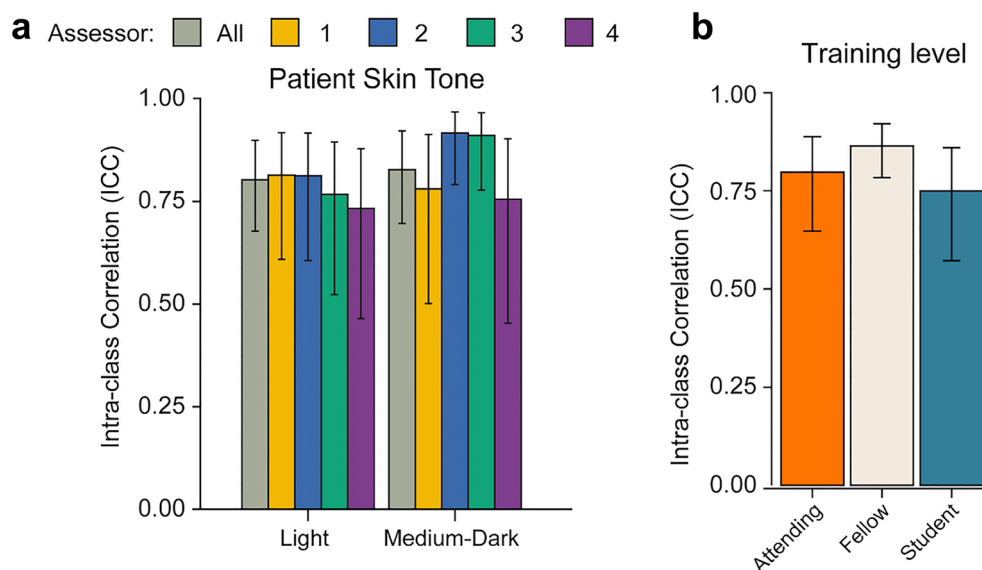 a Assessor: All 1 2 3 4
Patient Skin Tone
Intra-class Correlation (ICC)
1.00
0.75
0.50
0.25
0.00
Light Medium-Dark
b
Training level
Intra-class Correlation (ICC)
1.00
0.75
0.50
0.25
0.00
Attending
Fellow
Student